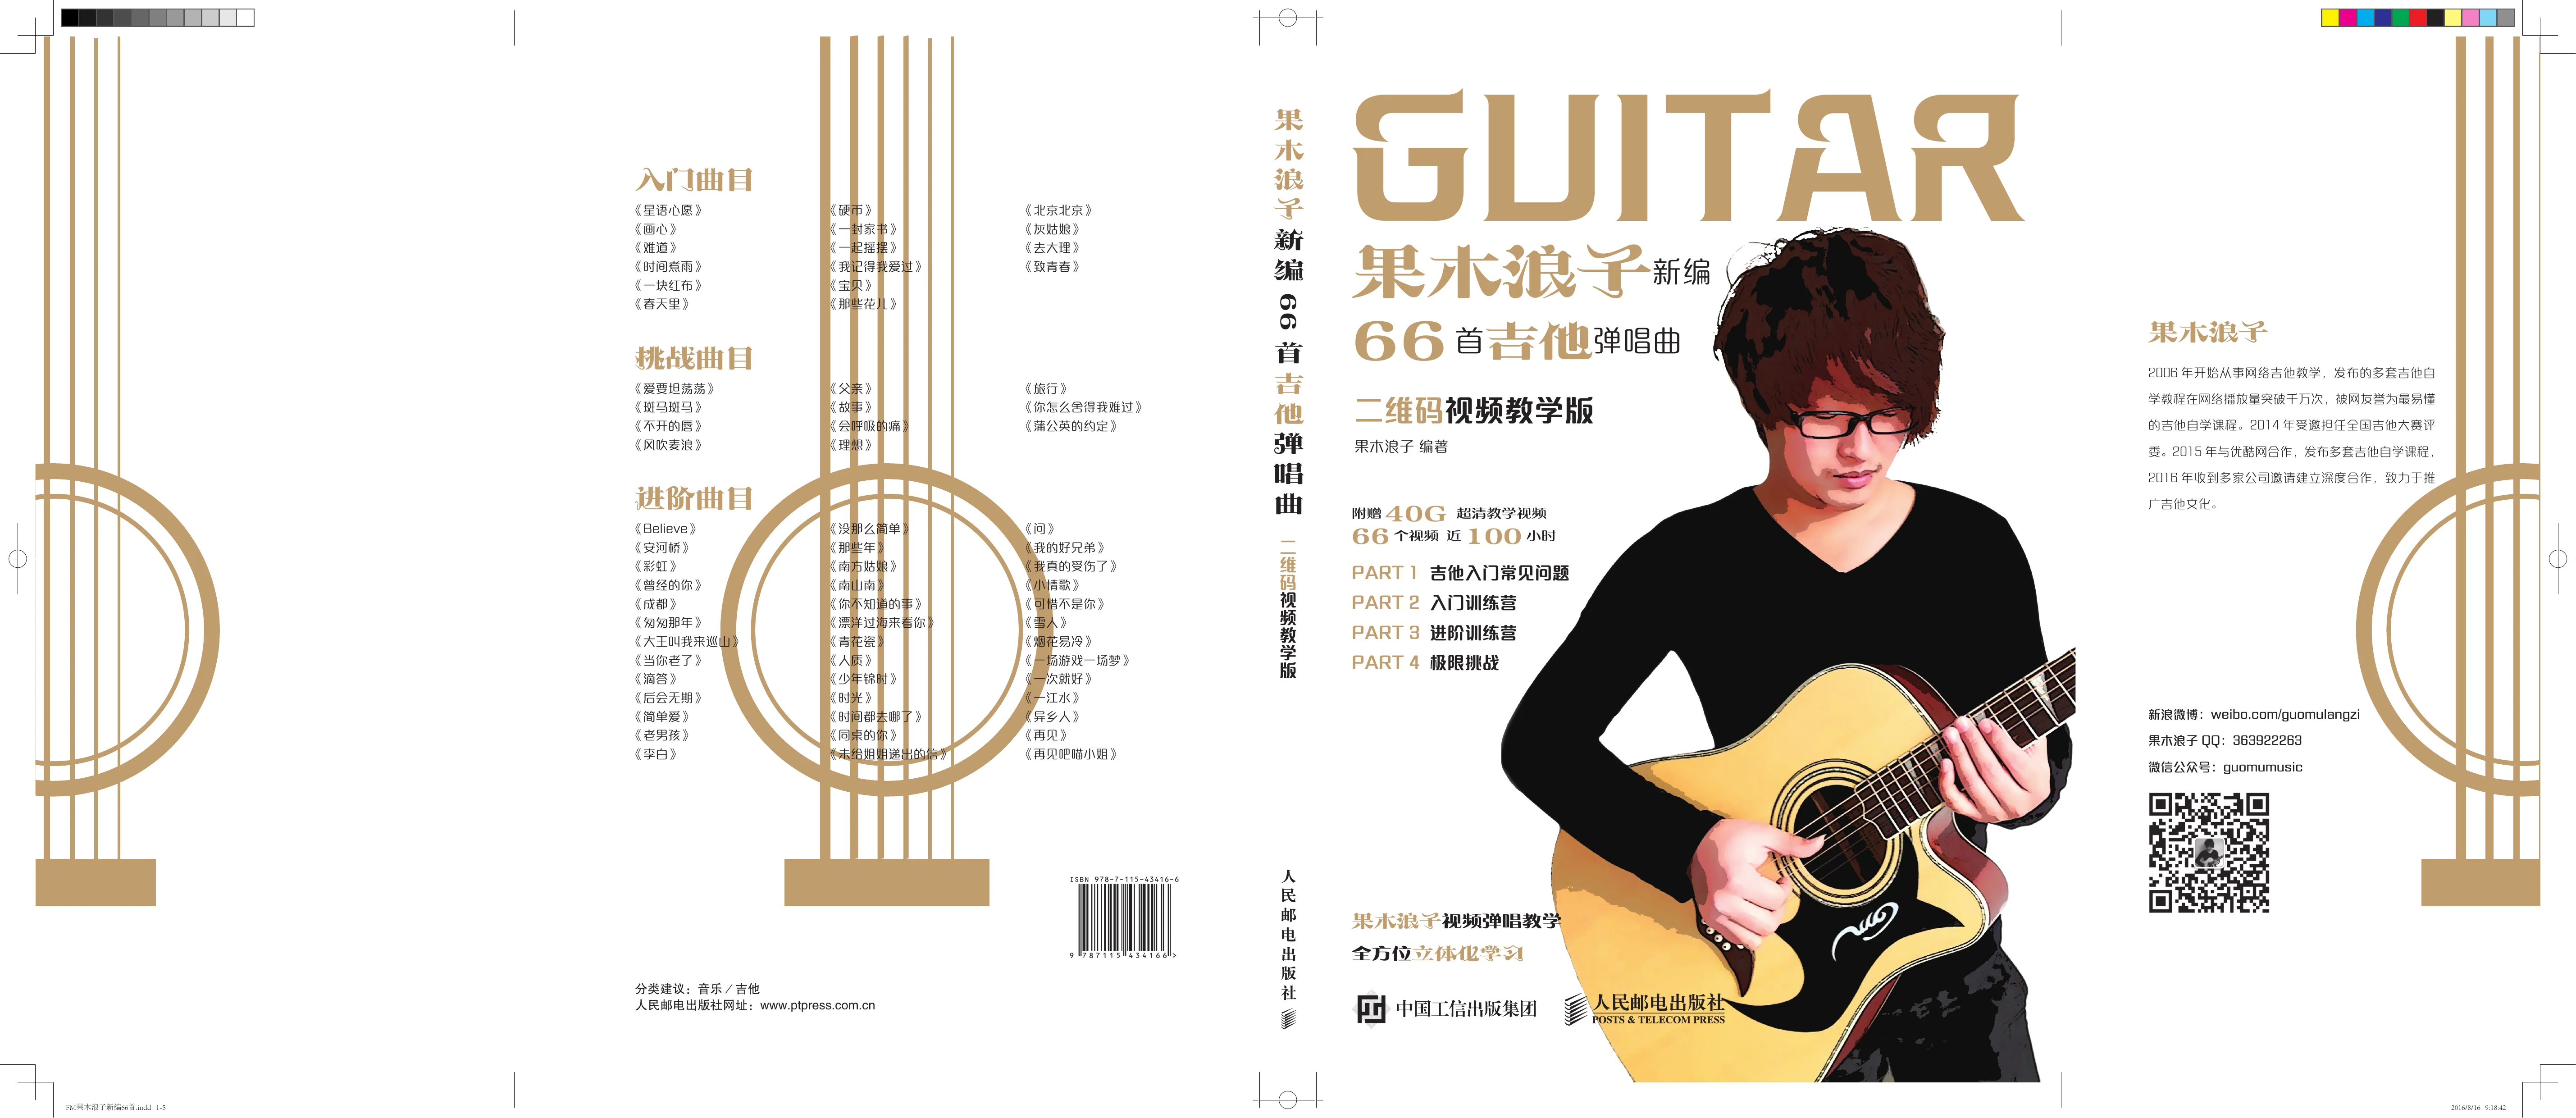 入门曲目
《星语心愿》
《画心》
《难道》
《时间煮雨》
《一块红布》
《春天里》
《硬币》
《一封家书》
《一起摇摆》
《我记得我爱过》
《宝贝》
《那些花儿》
《北京北京》
《灰姑娘》
《去大理》
《致青春》
挑战曲目
《爱要坦荡荡》
《斑马斑马》
《不开的唇》
《风吹麦浪》
《父亲》
《故事》
《会呼吸的痛》
《理想》
《旅行》
《你怎么舍得我难过》
《蒲公英的约定》
进阶曲目
《Believe》
《安河桥》
《彩虹》
《曾经的你》
《成都》
《匆匆那年》
《大王叫我来巡山》
《当你老了》
《滴答》
《后会无期》
《简单爱》
《老男孩》
《李白》
《没那么简单》
《那些年》
《南方姑娘》
《南山南》
《你不知道的事》
《漂洋过海来看你》
《青花瓷》
《人质》
《少年锦时》
《时光》
《时间都去哪了》
《同桌的你》
《未给姐姐递出的信》
《问》
《我的好兄弟》
《我真的受伤了》
《小情歌》
《可惜不是你》
《雪人》
《烟花易冷》
《一场游戏一场梦》
《一次就好》
《一江水》
《异乡人》
《再见》
《再见吧喵小姐》
ISBN 978-7-115-43416-6
9 787115 434166 >
分类建议：音乐／吉他
人民邮电出版社网址：www.ptpress.com.cn
果木浪子新编 66 首吉他弹唱曲 二维码视频教学版
人民邮电出版社
GUITAR
果木浪子新编
66 首吉他弹唱曲
二维码视频教学版
果木浪子 编著
附赠 40G 超清教学视频
66 个视频 近 100 小时
PART 1 吉他入门常见问题
PART 2 入门训练营
PART 3 进阶训练营
PART 4 极限挑战
果木浪子视频弹唱教学
全方位立体化学习
中国工信出版集团
人民邮电出版社
POSTS & TELECOM PRESS
果木浪子
2006 年开始从事网络吉他教学，发布的多套吉他自
学教程在网络播放量突破千万次，被网友誉为最易懂
的吉他自学课程。2014 年受邀担任全国吉他大赛评
委。2015 年与优酷网合作，发布多套吉他自学课程，
2016 年收到多家公司邀请建立深度合作，致力于推
广吉他文化。
新浪微博：weibo.com/guomulangzi
果木浪子 QQ：363922263
微信公众号：guomumusic
FM果木浪子新编66首.indd 1-5
2016/8/16 9:18:42